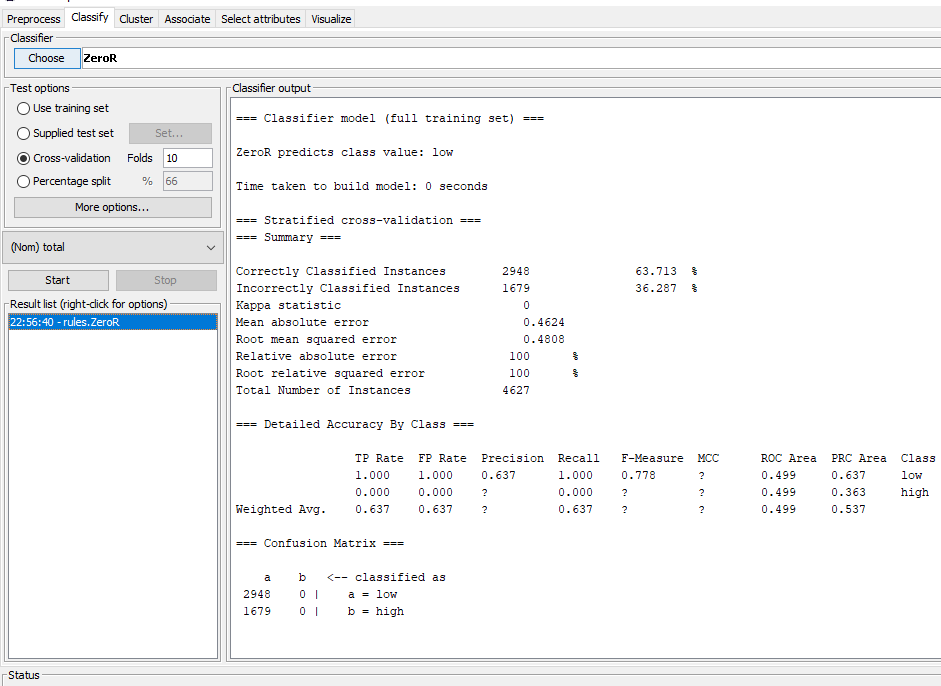 Preprocess Classify Cluster Associate Select attributes Visualize
Classifier
Choose ZeroR
Test options
Use training set
Supplied test set Set...
Cross-validation Folds 10
Percentage split % 66
More options...
(Nom) total
Start Stop
Result list (right-click for options)
22:56:40 - rules.ZeroR
Classifier output
=== Classifier model (full training set) ===
ZeroR predicts class value: low
Time taken to build model: 0 seconds
=== Stratified cross-validation ===
=== Summary ===
Correctly Classified Instances 2948 63.713 %
Incorrectly Classified Instances 1679 36.287 %
Kappa statistic 0
Mean absolute error 0.4624
Root mean squared error 0.4808
Relative absolute error 100 %
Root relative squared error 100 %
Total Number of Instances 4627
=== Detailed Accuracy By Class ===
TP Rate FP Rate Precision Recall F-Measure MCC ROC Area PRC Area Class
1.000 1.000 0.637 1.000 0.778 ? 0.499 0.637 low
0.000 0.000 ? 0.000 ? ? 0.499 0.363 high
Weighted Avg. 0.637 0.637 ? 0.637 ? ? 0.499 0.537
=== Confusion Matrix ===
a b <-- classified as
2948 0 | a = low
1679 0 | b = high
Status